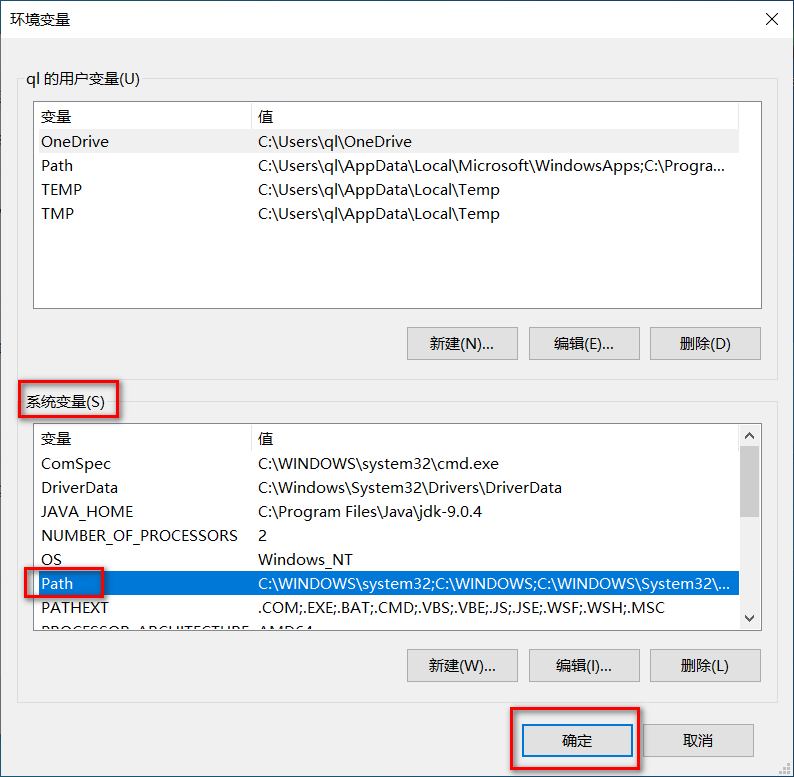 环境变量
ql 的用户变量(U)
变量 值
OneDrive C:\Users\ql\OneDrive
Path C:\Users\ql\AppData\Local\Microsoft\WindowsApps;C:\Progra...
TEMP C:\Users\ql\AppData\Local\Temp
TMP C:\Users\ql\AppData\Local\Temp
新建(N)... 编辑(E)... 删除(D)
系统变量(S)
变量 值
ComSpec C:\WINDOWS\system32\cmd.exe
DriverData C:\Windows\System32\Drivers\DriverData
JAVA_HOME C:\Program Files\Java\jdk-9.0.4
NUMBER_OF_PROCESSORS 2
OS Windows_NT
Path C:\WINDOWS\system32;C:\WINDOWS;C:\WINDOWS\System32\...
PATHEXT .COM;.EXE;.BAT;.CMD;.VBS;.VBE;.JS;.JSE;.WSF;.WSH;.MSC
PROCESSOR_ARCHITECTURE AMD64
新建(W)... 编辑(I)... 删除(L)
确定 取消